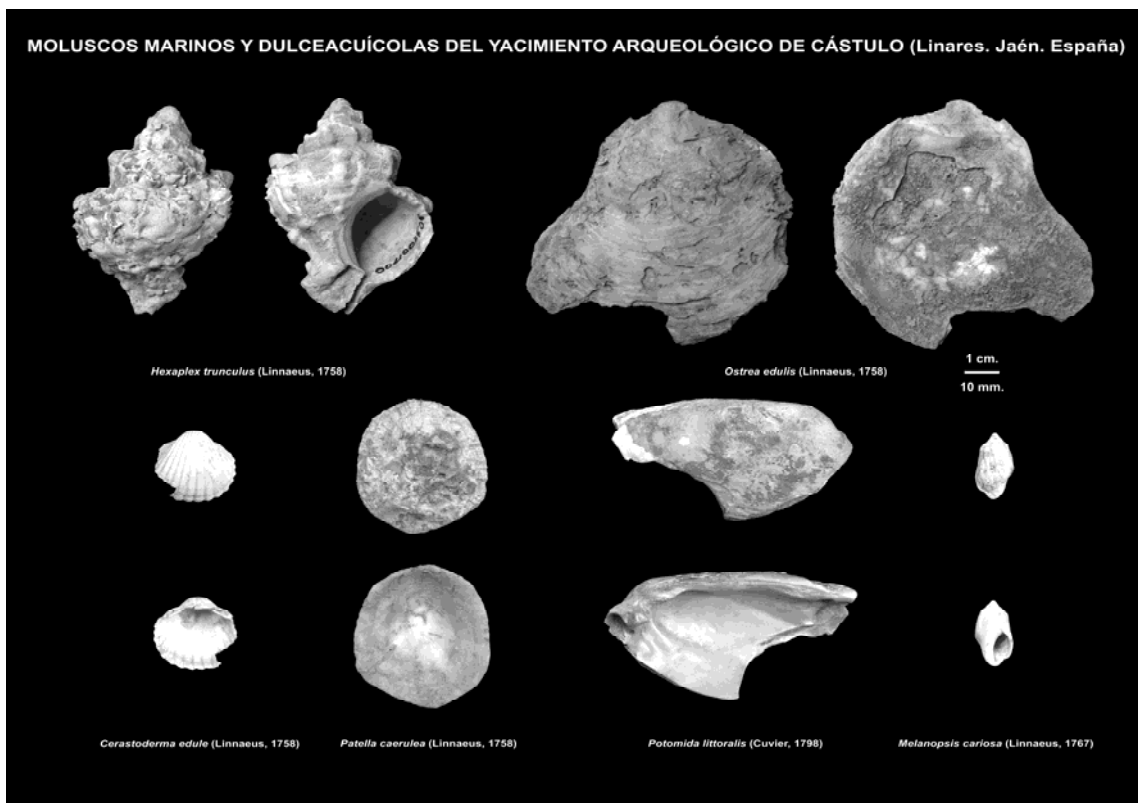 MOLUSCOS MARINOS Y DULCEACUÍCOLAS DEL YACIMIENTO ARQUEOLÓGICO DE CÁSTULO (Linares. Jaén. España)
Hexaplex trunculus (Linnaeus, 1758)
Ostrea edulis (Linnaeus, 1758)
1 cm.
10 mm.
Cerastoderma edule (Linnaeus, 1758)
Patella caerulea (Linnaeus, 1758)
Potomida littoralis (Cuvier, 1798)
Melanopsis cariosa (Linnaeus, 1767)